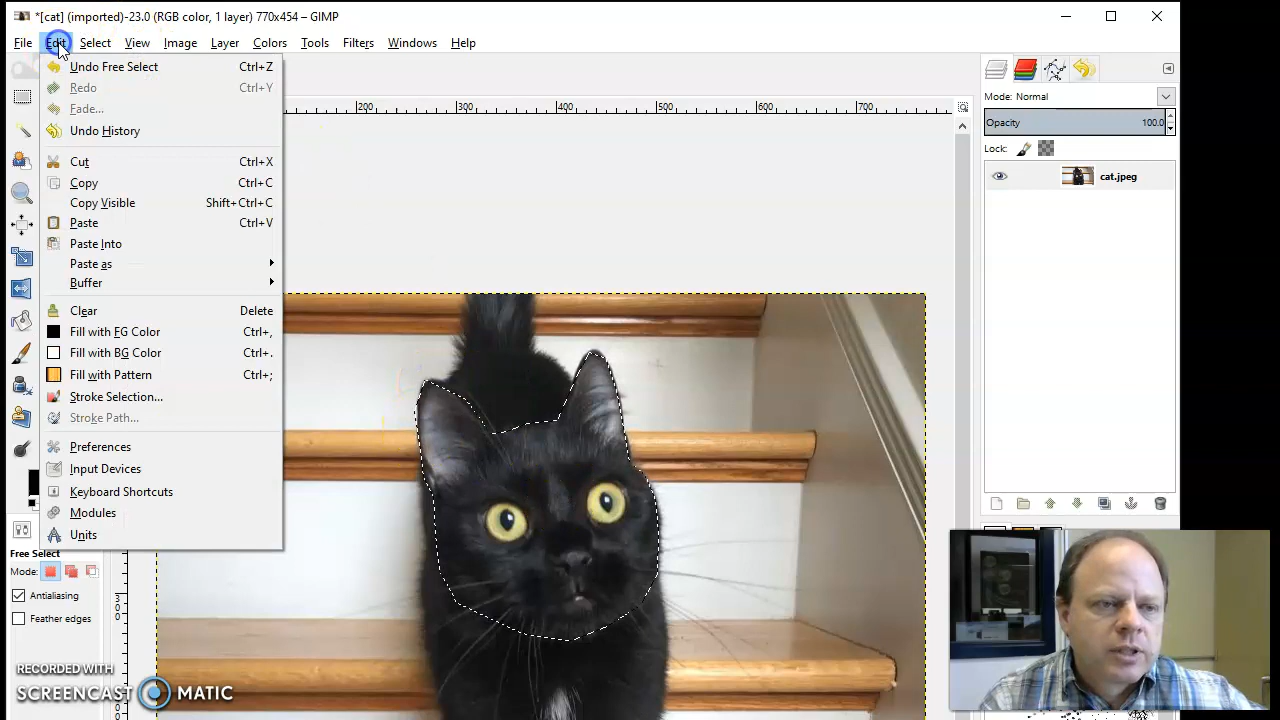 *[cat] (imported)-23.0 (RGB color, 1 layer) 770x454 – GIMP
File Edit Select View Image Layer Colors Tools Filters Windows Help
Undo Free Select Ctrl+Z
Redo Ctrl+Y
Fade...
Undo History
Cut Ctrl+X
Copy Ctrl+C
Copy Visible Shift+Ctrl+C
Paste Ctrl+V
Paste Into
Paste as
Buffer
Clear Delete
Fill with FG Color Ctrl+,
Fill with BG Color Ctrl+.
Fill with Pattern Ctrl+;
Stroke Selection...
Stroke Path...
Preferences
Input Devices
Keyboard Shortcuts
Modules
Units
200 300 400 500 600 700
Mode: Normal
Opacity 100.0
Lock:
cat.jpeg
Free Select
Mode:
Antialiasing
Feather edges
RECORDED WITH
SCREENCAST MATIC